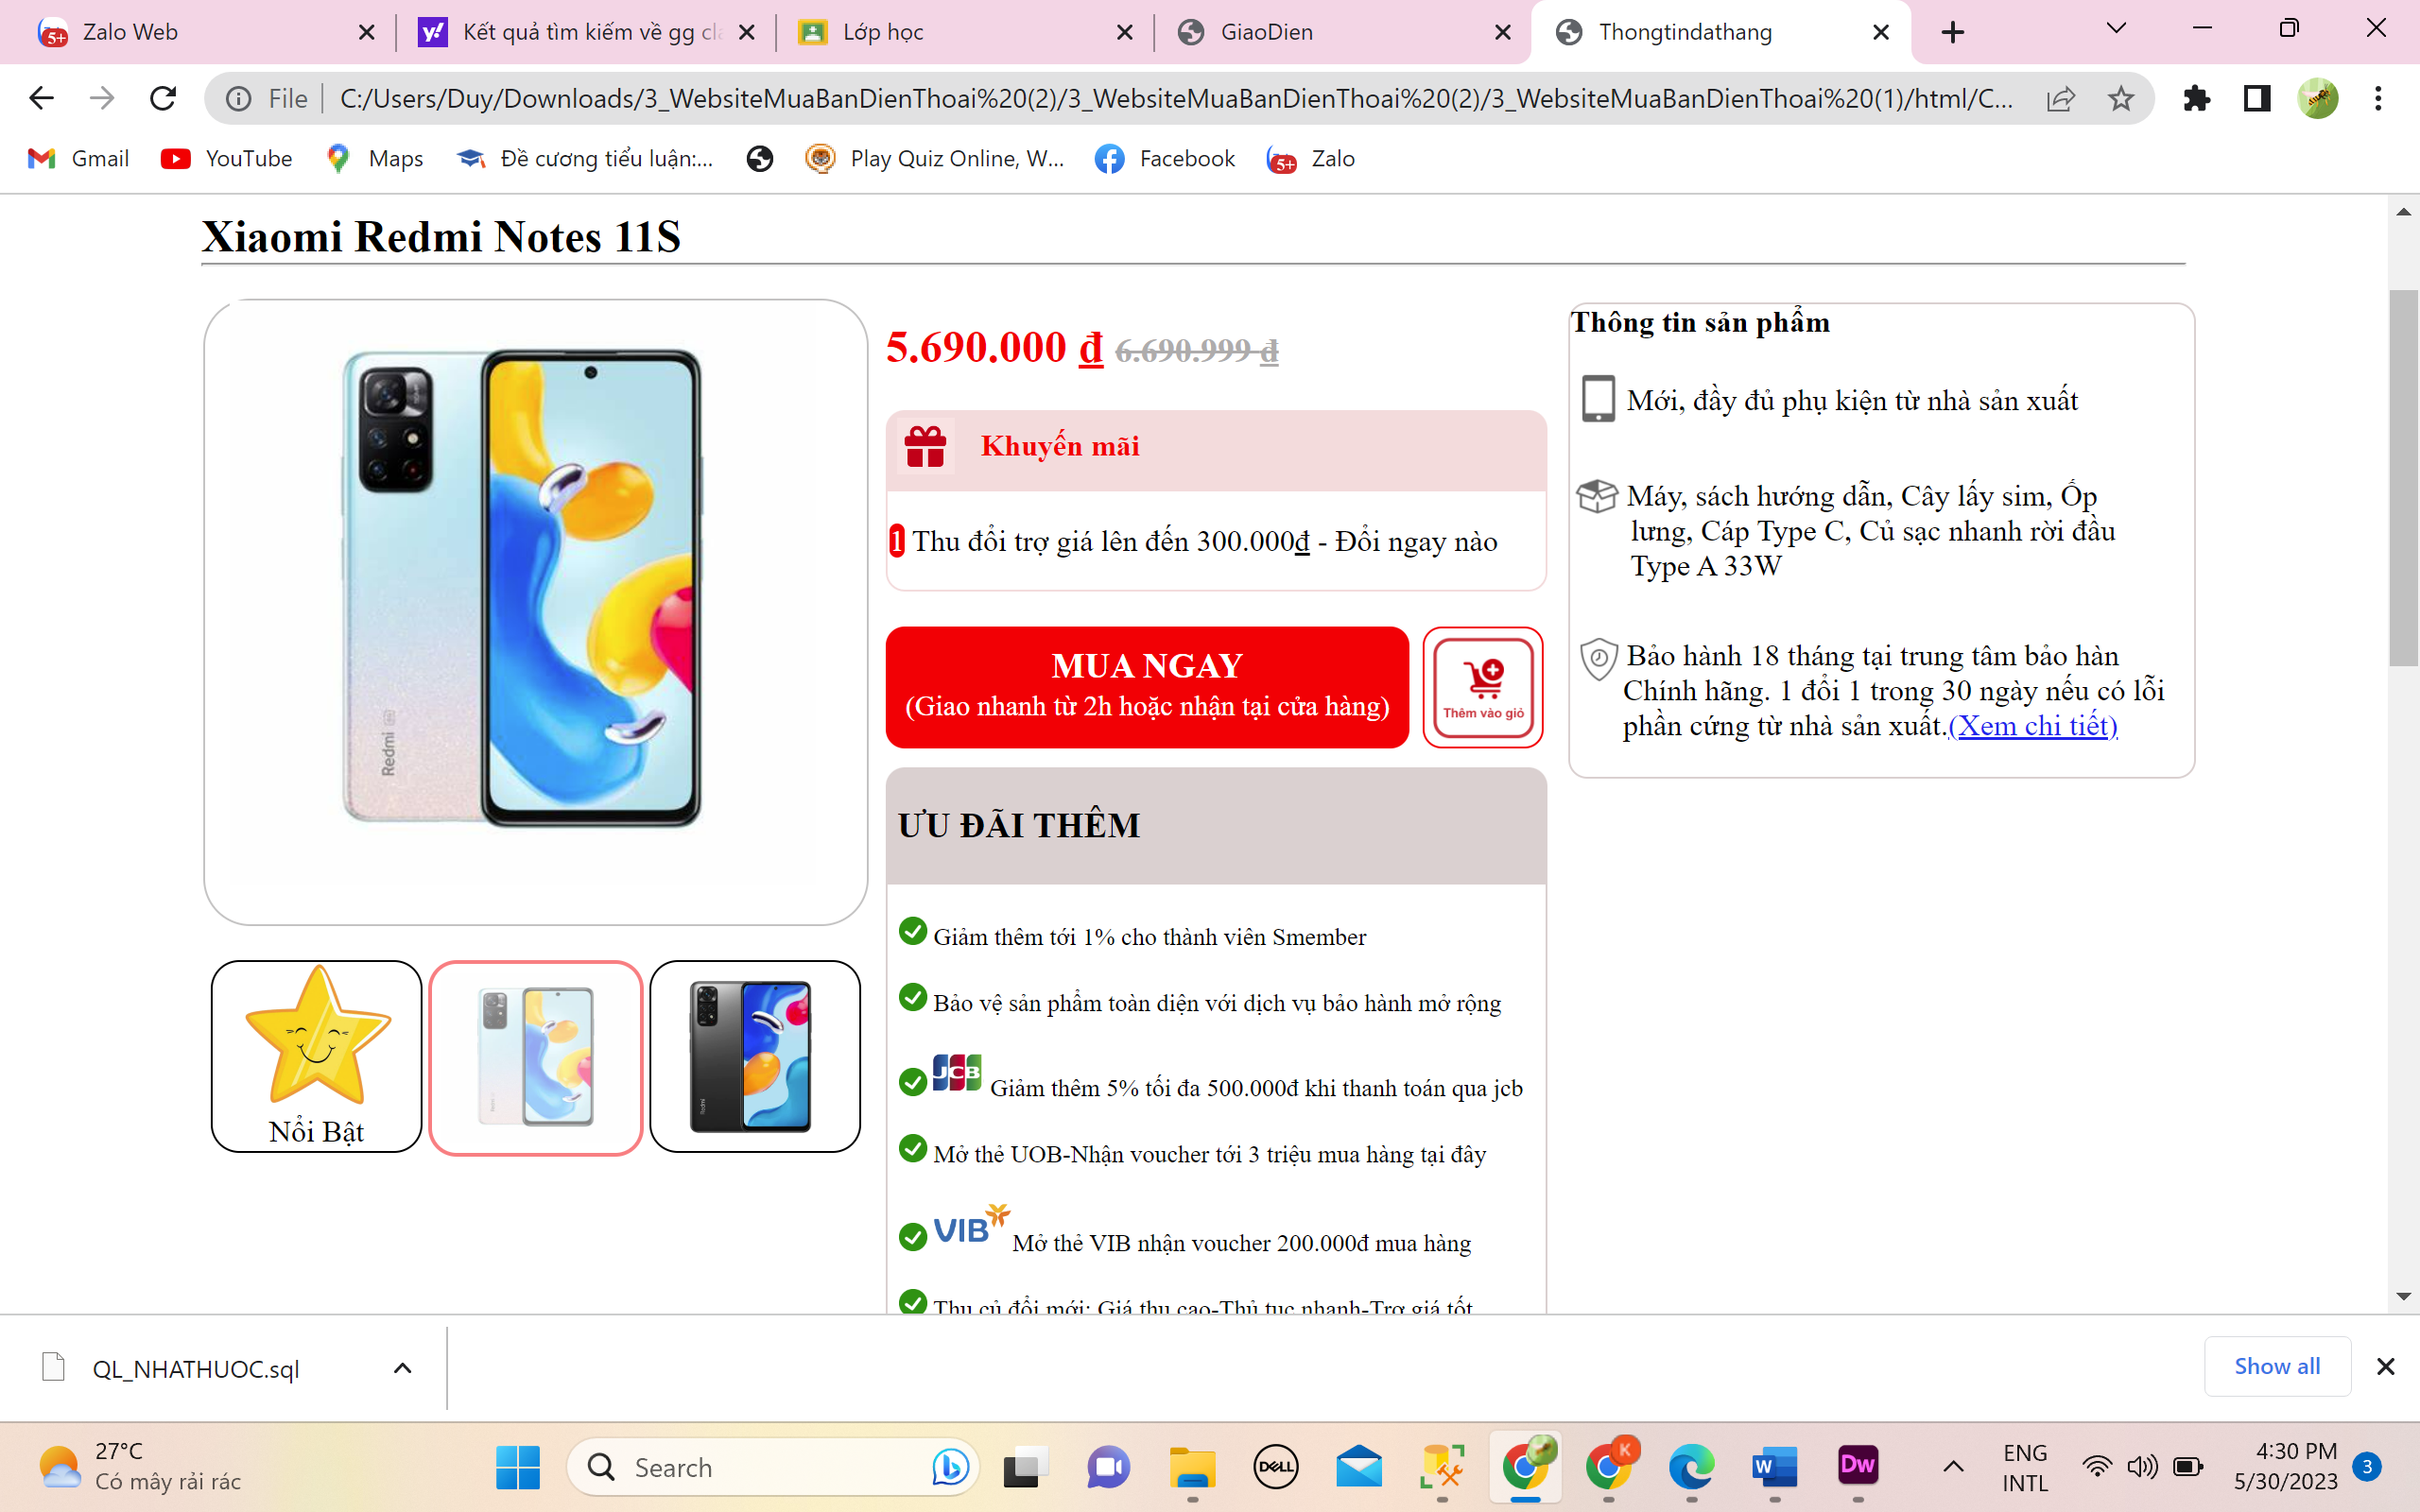 Zalo Web
Kết quả tìm kiếm về gg cla
Lớp học
GiaoDien
Thongtindathang
File
C:/Users/Duy/Downloads/3_WebsiteMuaBanDienThoai%20(2)/3_WebsiteMuaBanDienThoai%20(2)/3_WebsiteMuaBanDienThoai%20(1)/html/C...
Gmail
YouTube
Maps
Đề cương tiểu luận:...
Play Quiz Online, W...
Facebook
5+
Zalo
Xiaomi Redmi Notes 11S
5.690.000 đ 6.690.999 đ
Khuyến mãi
1 Thu đổi trợ giá lên đến 300.000đ - Đổi ngay nào
MUA NGAY
(Giao nhanh từ 2h hoặc nhận tại cửa hàng)
Thêm vào giỏ
Thông tin sản phẩm
Mới, đầy đủ phụ kiện từ nhà sản xuất
Máy, sách hướng dẫn, Cây lấy sim, Ốp
lưng, Cáp Type C, Củ sạc nhanh rời đầu
Type A 33W
Bảo hành 18 tháng tại trung tâm bảo hàn
Chính hãng. 1 đổi 1 trong 30 ngày nếu có lỗi
phần cứng từ nhà sản xuất.(Xem chi tiết)
Redmi
Nổi Bật
ƯU ĐÃI THÊM
Giảm thêm tới 1% cho thành viên Smember
Bảo vệ sản phẩm toàn diện với dịch vụ bảo hành mở rộng
JCB Giảm thêm 5% tối đa 500.000đ khi thanh toán qua jcb
Mở thẻ UOB-Nhận voucher tới 3 triệu mua hàng tại đây
VIB Mở thẻ VIB nhận voucher 200.000đ mua hàng
Thu củ đổi mới: Giá thu cao-Thủ tục nhanh-Trợ giá tốt
QL_NHATHUOC.sql
Show all
27°C
Có mây rải rác
Search
DELL
K
W
Dw
ENG
INTL
4:30 PM
5/30/2023
3